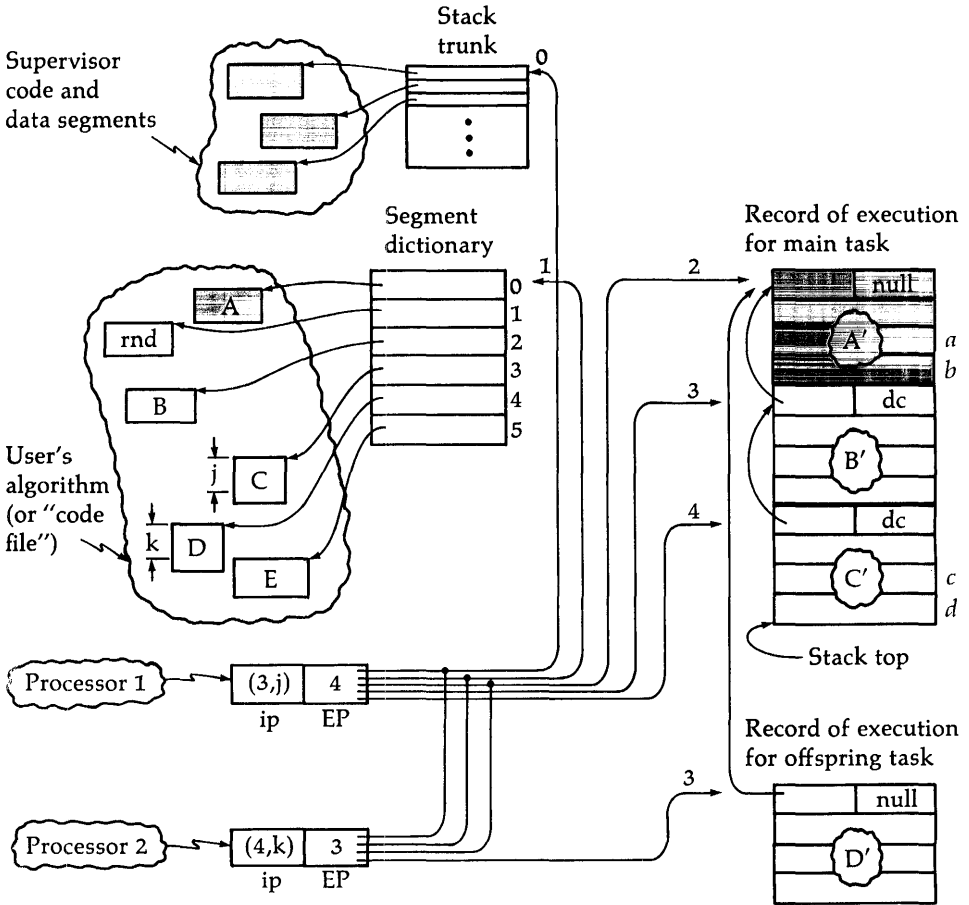 Stack
trunk
0
Supervisor
code and
data segments
Segment
dictionary
1
0
1
2
3
4
5
A
rnd
B
C
j
D
k
E
User's
algorithm
(or "code
file")
Record of execution
for main task
2
null
A′
a
b
3
dc
B′
4
dc
C′
c
d
Stack top
Processor 1
(3,j)
4
ip
EP
Record of execution
for offspring task
3
null
D′
Processor 2
(4,k)
3
ip
EP